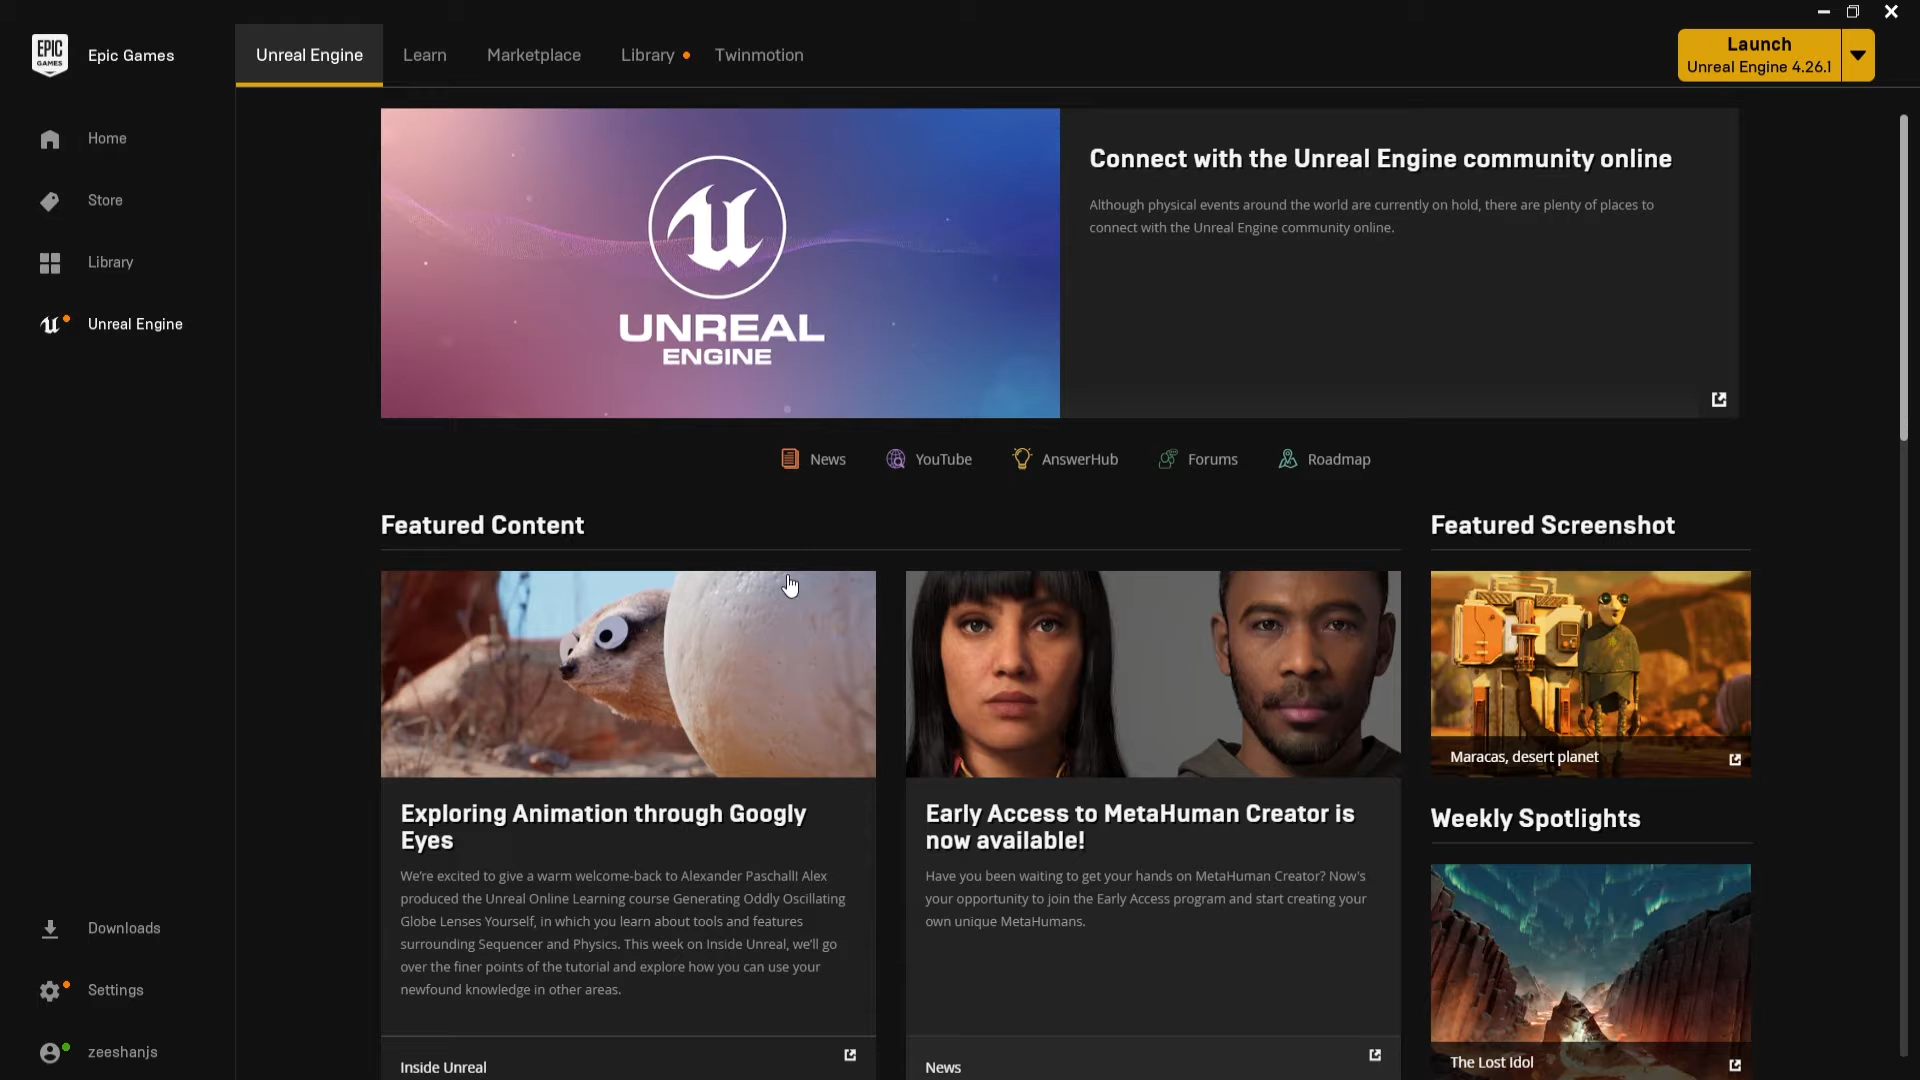 EPIC
GAMES
Epic Games
Unreal Engine
Learn
Marketplace
Library
Twinmotion
Launch
Unreal Engine 4.26.1
Home
Store
Library
Unreal Engine
Downloads
Settings
zeeshanjs
UNREAL
ENGINE
Connect with the Unreal Engine community online
Although physical events around the world are currently on hold, there are plenty of places to
connect with the Unreal Engine community online.
News
YouTube
AnswerHub
Forums
Roadmap
Featured Content
Exploring Animation through Googly
Eyes
We're excited to give a warm welcome-back to Alexander Paschall! Alex
produced the Unreal Online Learning course Generating Oddly Oscillating
Globe Lenses Yourself, in which you learn about tools and features
surrounding Sequencer and Physics. This week on Inside Unreal, we'll go
over the finer points of the tutorial and explore how you can use your
newfound knowledge in other areas.
Inside Unreal
Early Access to MetaHuman Creator is
now available!
Have you been waiting to get your hands on MetaHuman Creator? Now's
your opportunity to join the Early Access program and start creating your
own unique MetaHumans.
News
Featured Screenshot
Maracas, desert planet
Weekly Spotlights
The Lost Idol